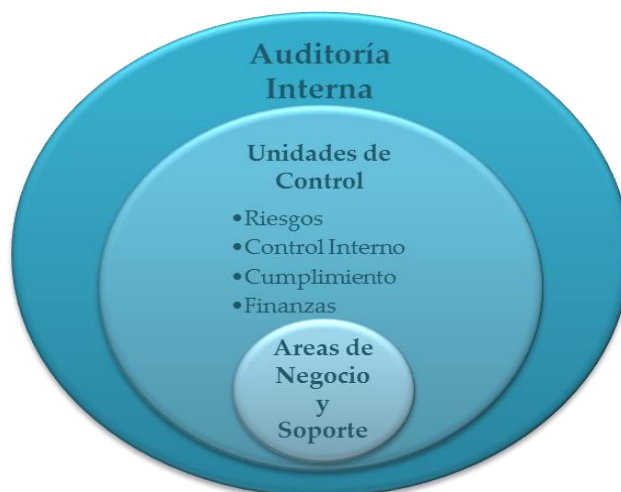 Auditoría
Interna
Unidades de
Control
•Riesgos
•Control Interno
•Cumplimiento
•Finanzas
Areas de
Negocio
y
Soporte